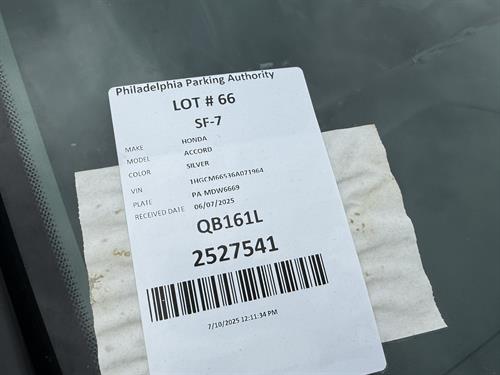 Philadelphia Parking Authority
LOT # 66
SF-7
MAKE HONDA
MODEL ACCORD
COLOR SILVER
VIN 1HGCM66536A071964
PLATE PA MDW6669
RECEIVED DATE 06/07/2025
QB161L
2527541
7/10/2025 12:11:34 PM